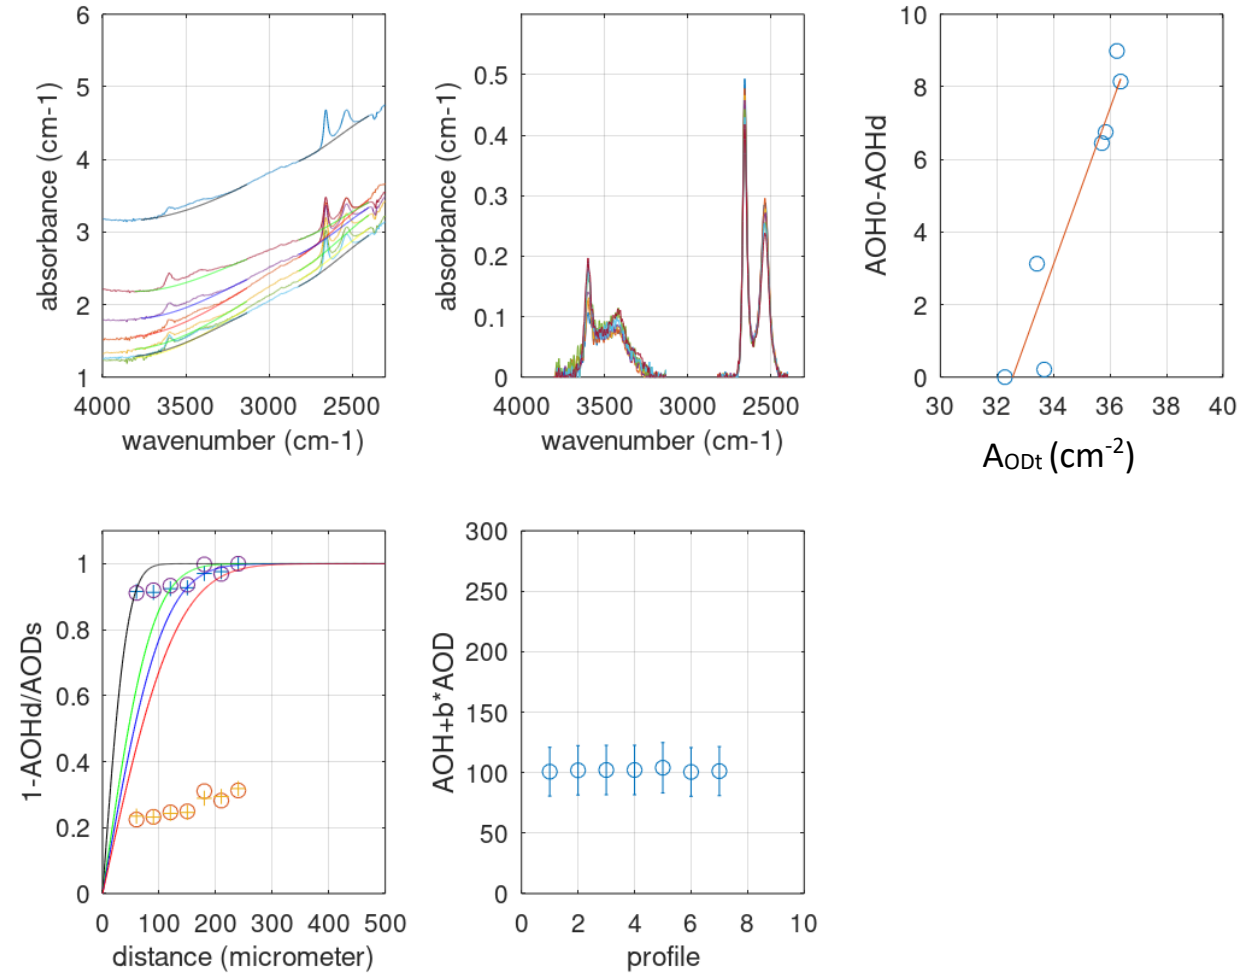 6
5
4
3
2
1
4000 3500 3000 2500
absorbance (cm-1)
wavenumber (cm-1)
0.5
0.4
0.3
0.2
0.1
0
4000 3500 3000 2500
absorbance (cm-1)
wavenumber (cm-1)
10
8
6
4
2
0
30 32 34 36 38 40
AOH0-AOHd
AODt (cm-2)
1
0.8
0.6
0.4
0.2
0
0 100 200 300 400 500
1-AOHd/AODs
distance (micrometer)
300
250
200
150
100
50
0
0 2 4 6 8 10
AOH+b*AOD
profile